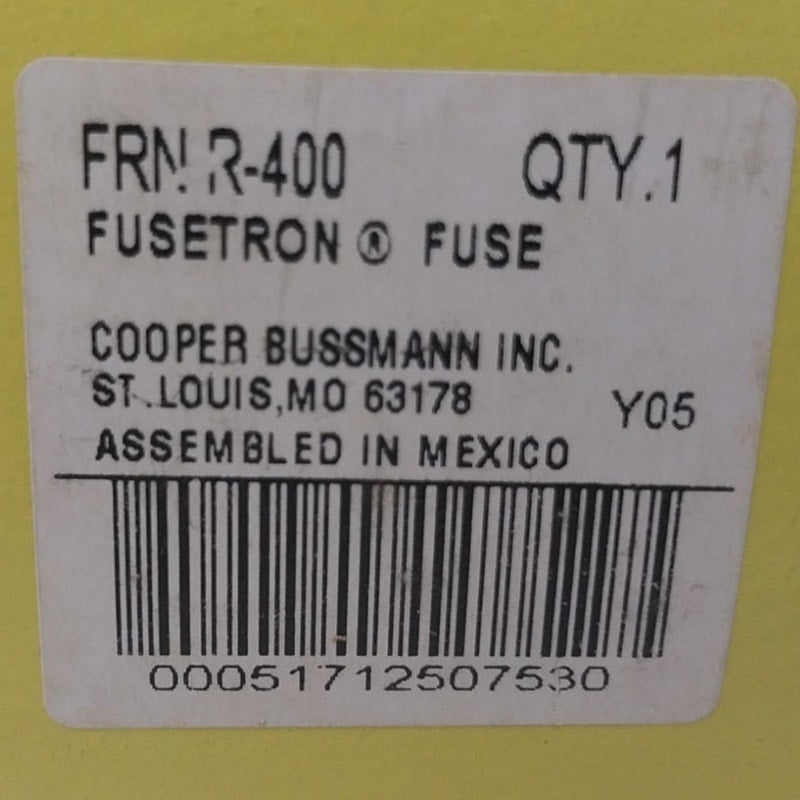 FRN-R-400 QTY.1
FUSETRON ® FUSE
COOPER BUSSMANN INC.
ST.LOUIS,MO 63178 Y05
ASSEMBLED IN MEXICO
00051712507530